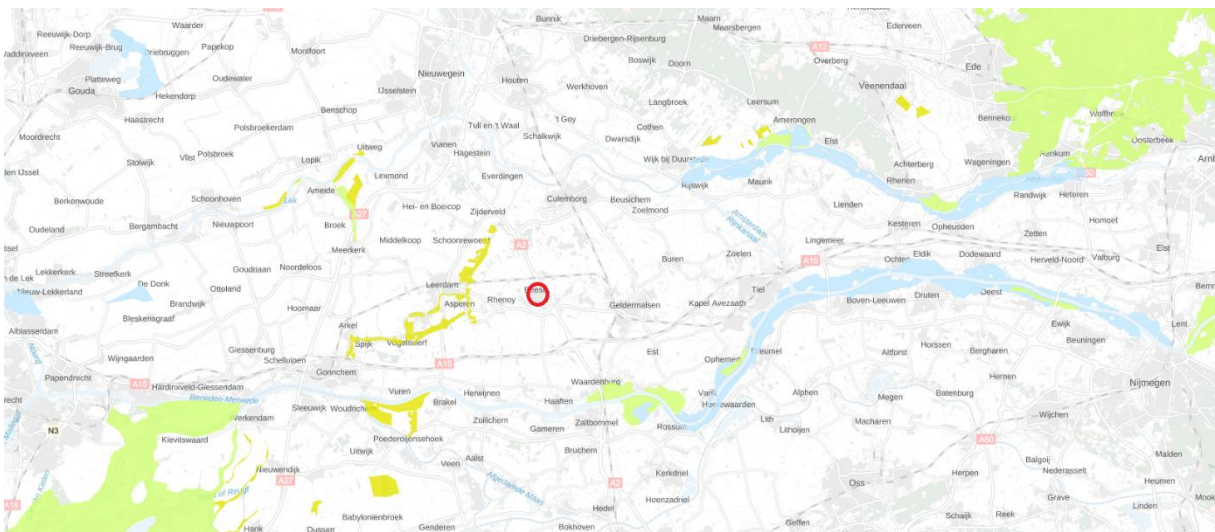 Reeuwijk-Dorp
Waarder
Reeuwijk-Brug
Driebruggen
Papekop
Montfoort
Bunnik
Maarn
Maarsbergen
Driebergen-Rijsenburg
Ederveen
A12
Overberg
Ede
Platteweg
Oudewater
Gouda
Hekendorp
Nieuwegein
Houten
Werkhoven
Boswijk
Doorn
Veenendaal
IJsselstein
Benschop
Langbroek
Leersum
Haastrecht
Polsbroekerdam
Tull en 't Waal
't Goy
Schalkwijk
Cothen
Dwarsdijk
Amerongen
Elst
Moordrecht
Stolwijk
Vlist
Polsbroek
Uitweg
Vianen
Hagestein
Wijk bij Duurstede
Achterberg
Wageningen
Renkum
Oosterbeek
Lopik
Lexmond
Everdingen
Rijswijk
Maurik
Rhenen
A50
Randwijk
Heteren
Berkenwoude
Schoonhoven
Lek
Ameide
Hei- en Boeicop
Zijderveld
Culemborg
Beusichem
Zoelmond
Lienden
Kesteren
Opheusden
Homoet
Oudeland
Bergambacht
Nieuwpoort
A27
Broek
Middelkoop
Schoonrewoerd
A2
Amsterdam Rijnkanaal
Lingemeer
Zetten
Elst
Meerkerk
Buren
Zoelen
A15
Ochten
Eldik
Dodewaard
Herveld-Noord
Valburg
Lekkerkerk
Streefkerk
Goudriaan
Noordeloos
Nieuw-Lekkerland
De Donk
Ottoland
Leerdam
Tiel
Brandwijk
Hoornaar
Asperen
Rhenoy
Geldermalsen
Kapel Avezaath
Boven-Leeuwen
Druten
Deest
Alblasserdam
Bleskensgraaf
Arkel
Spijk
Ewijk
Lent
Wijngaarden
Giessenburg
Schelluinen
A15
Est
Altforst
Horssen
Bergharen
Beuningen
Papendrecht
A15
Gorinchem
Hardinxveld-Giessendam
Vuren
Herwijnen
Waardenburg
Hernen
Nijmegen
Beneden-Merwede
Sleeuwijk
Woudrichem
Brakel
Haaften
Alphen
Megen
Batenburg
N3
Werkendam
Zuilichem
Gameren
Zaltbommel
Rossum
Lith
Lithoijen
Macharen
Wijchen
Kievitswaard
Poederoijensehoek
Uitwijk
Aalst
Bruchem
A50
Veen
Afgedamde Maas
Nieuwendijk
Kerkdriel
Oss
Balgoij
Malden
A27
A2
Herpen
Nederasselt
Heumen
Hoenzadriel
Babyloniënbroek
Hedel
Grave
Linden
Hank
Dussen
Genderen
Bokhoven
Geffen
Schaijk
Reek